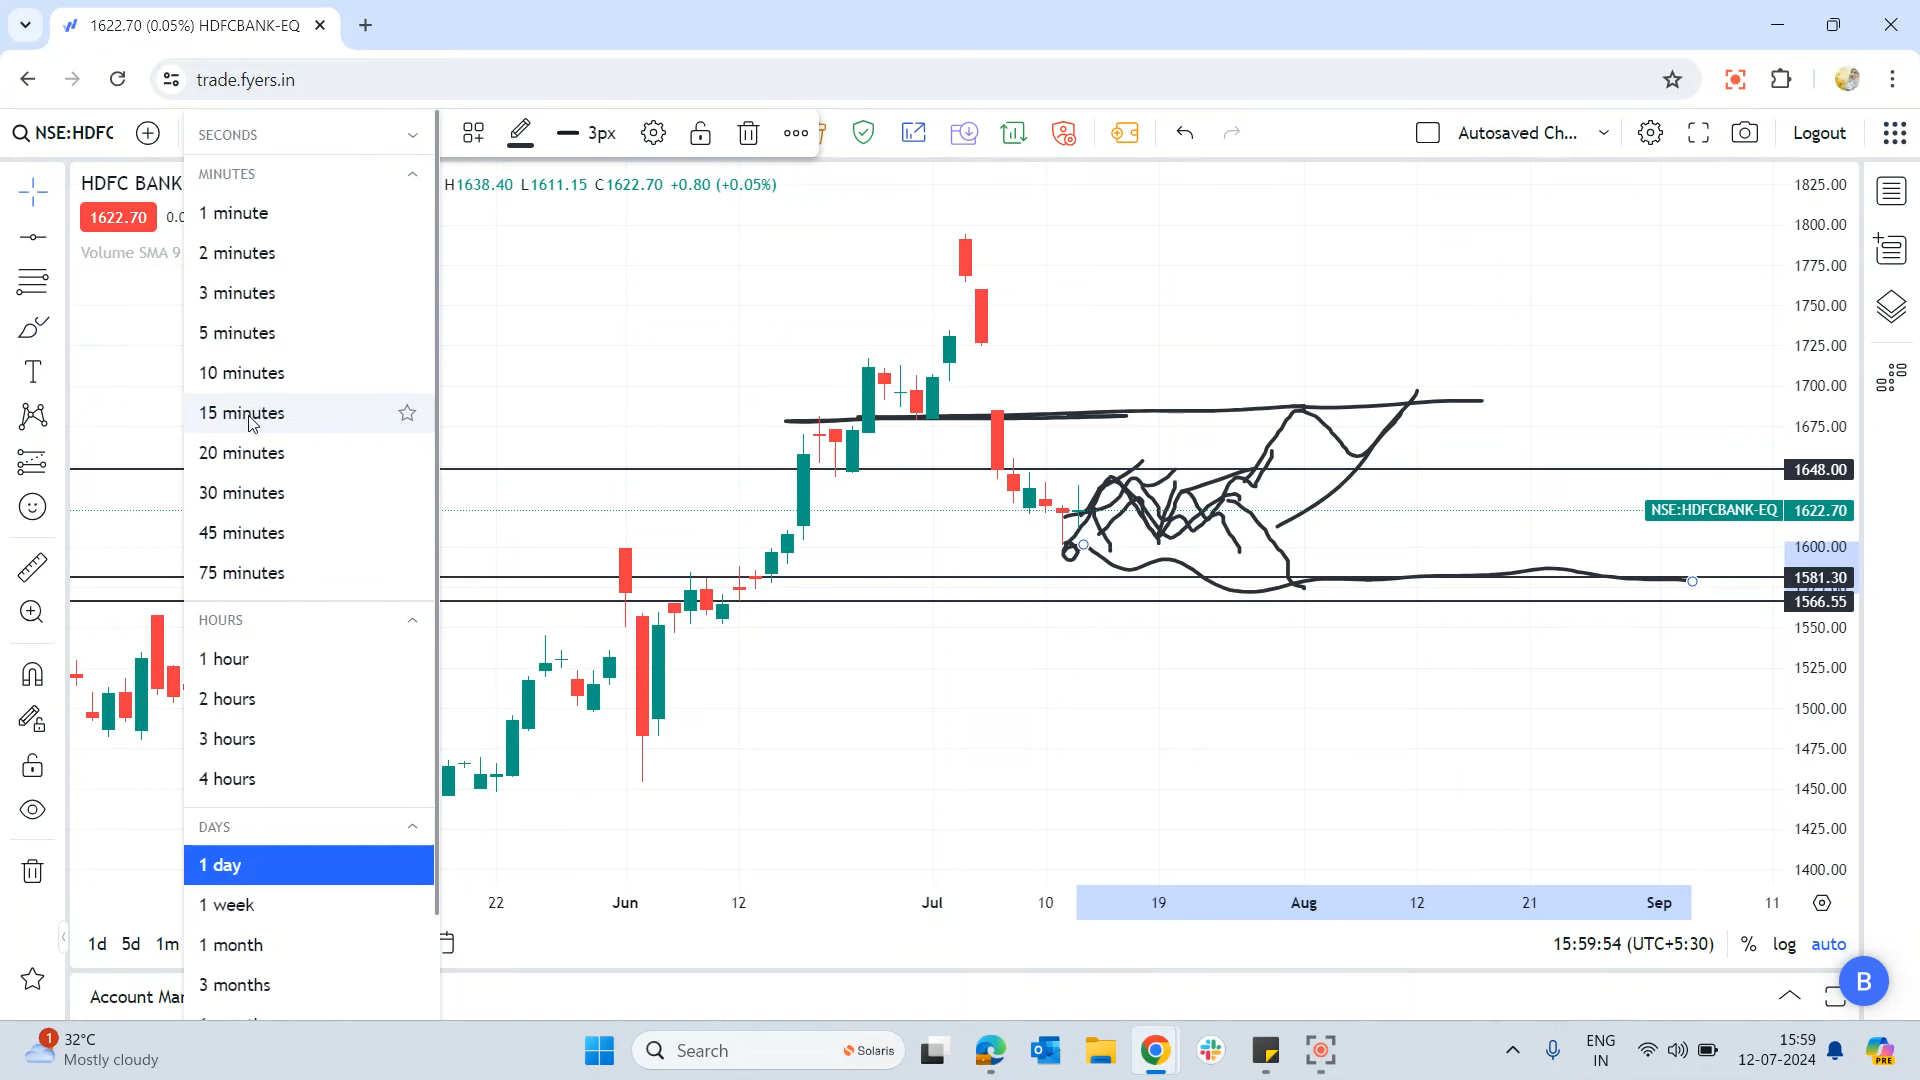 1622.70 (0.05%) HDFCBANK-EQ
trade.fyers.in
NSE:HDFC
3px
Autosaved Ch...
Logout
HDFC BANK
H1638.40 L1611.15 C1622.70 +0.80 (+0.05%)
1622.70
0.0
Volume SMA 9
SECONDS
MINUTES
1 minute
2 minutes
3 minutes
5 minutes
10 minutes
15 minutes
20 minutes
30 minutes
45 minutes
75 minutes
HOURS
1 hour
2 hours
3 hours
4 hours
DAYS
1 day
1 week
1 month
3 months
1825.00
1800.00
1775.00
1750.00
1725.00
1700.00
1675.00
1648.00
NSE:HDFCBANK-EQ 1622.70
1600.00
1581.30
1566.55
1550.00
1525.00
1500.00
1475.00
1450.00
1425.00
1400.00
22 Jun 12 Jul 10 19 Aug 12 21 Sep 11
1d 5d 1m
15:59:54 (UTC+5:30) % log auto
Account Mar
B
1
32°C
Mostly cloudy
Search
Solaris
ENG
IN
15:59
12-07-2024
PRE